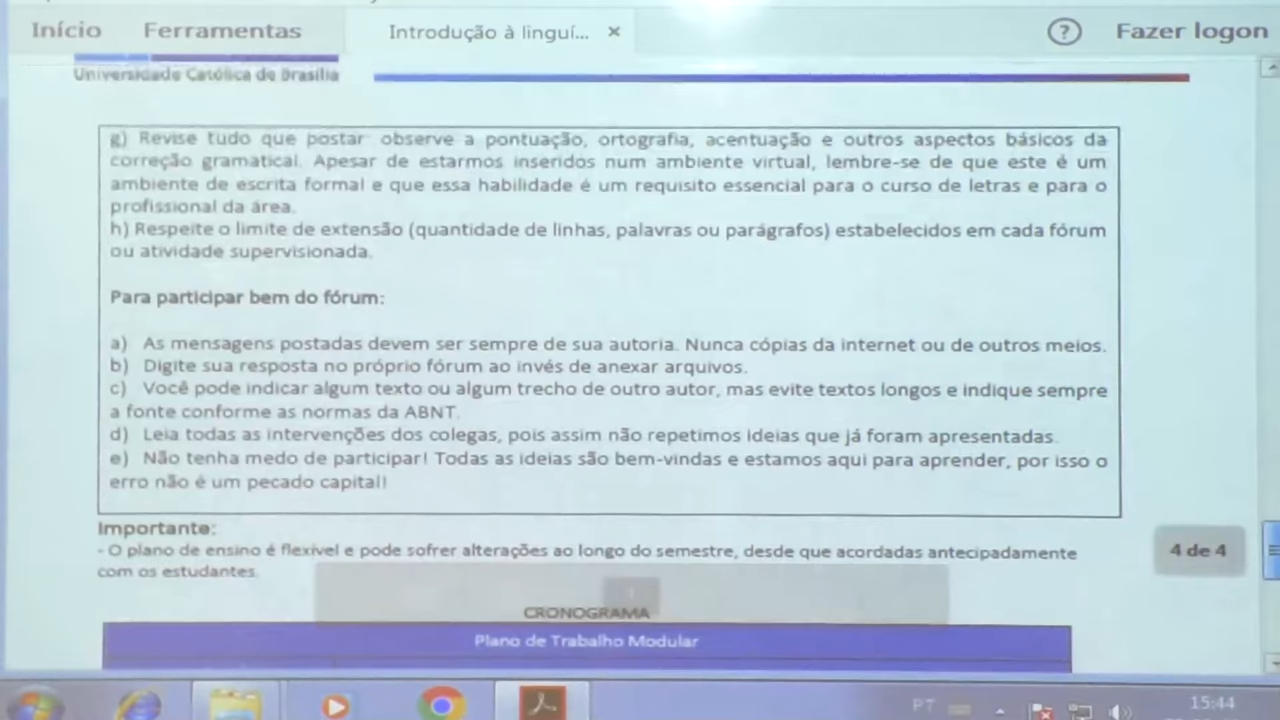 Início Ferramentas Introdução à linguí... × ? Fazer logon
Universidade Católica de Brasília
g) Revise tudo que postar: observe a pontuação, ortografia, acentuação e outros aspectos básicos da
correção gramatical. Apesar de estarmos inseridos num ambiente virtual, lembre-se de que este é um
ambiente de escrita formal e que essa habilidade é um requisito essencial para o curso de letras e para o
profissional da área.
h) Respeite o limite de extensão (quantidade de linhas, palavras ou parágrafos) estabelecidos em cada fórum
ou atividade supervisionada.
Para participar bem do fórum:
a) As mensagens postadas devem ser sempre de sua autoria. Nunca cópias da internet ou de outros meios.
b) Digite sua resposta no próprio fórum ao invés de anexar arquivos.
c) Você pode indicar algum texto ou algum trecho de outro autor, mas evite textos longos e indique sempre
a fonte conforme as normas da ABNT.
d) Leia todas as intervenções dos colegas, pois assim não repetimos ideias que já foram apresentadas.
e) Não tenha medo de participar! Todas as ideias são bem-vindas e estamos aqui para aprender, por isso o
erro não é um pecado capital!
Importante:
- O plano de ensino é flexível e pode sofrer alterações ao longo do semestre, desde que acordadas antecipadamente
com os estudantes.
4 de 4
CRONOGRAMA
Plano de Trabalho Modular
PT 15:44